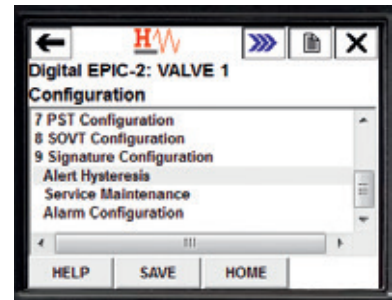 H
Digital EPIC-2: VALVE 1
Configuration
7 PST Configuration
8 SOVT Configuration
9 Signature Configuration
Alert Hysteresis
Service Maintenance
Alarm Configuration
HELP SAVE HOME